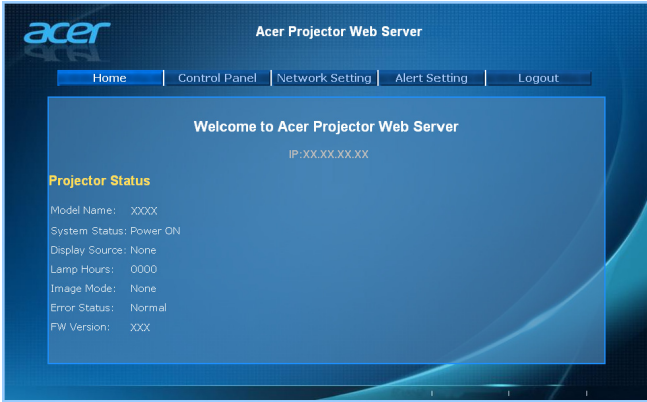 acer
Acer Projector Web Server
Home Control Panel Network Setting Alert Setting Logout
Welcome to Acer Projector Web Server
IP:XX.XX.XX.XX
Projector Status
Model Name: XXXX
System Status: Power ON
Display Source: None
Lamp Hours: 0000
Image Mode: None
Error Status: Normal
FW Version: XXX